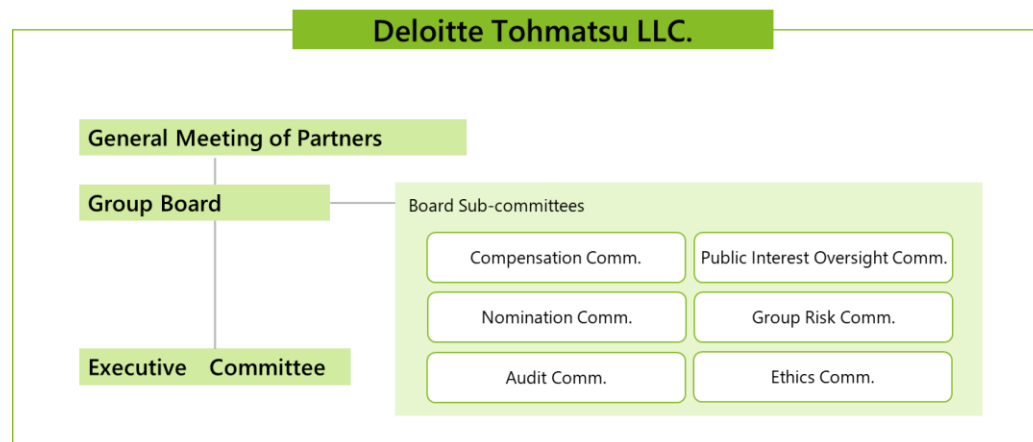 Deloitte Tohmatsu LLC.
General Meeting of Partners
Group Board
Board Sub-committees
Compensation Comm.
Public Interest Oversight Comm.
Nomination Comm.
Group Risk Comm.
Executive Committee
Audit Comm.
Ethics Comm.